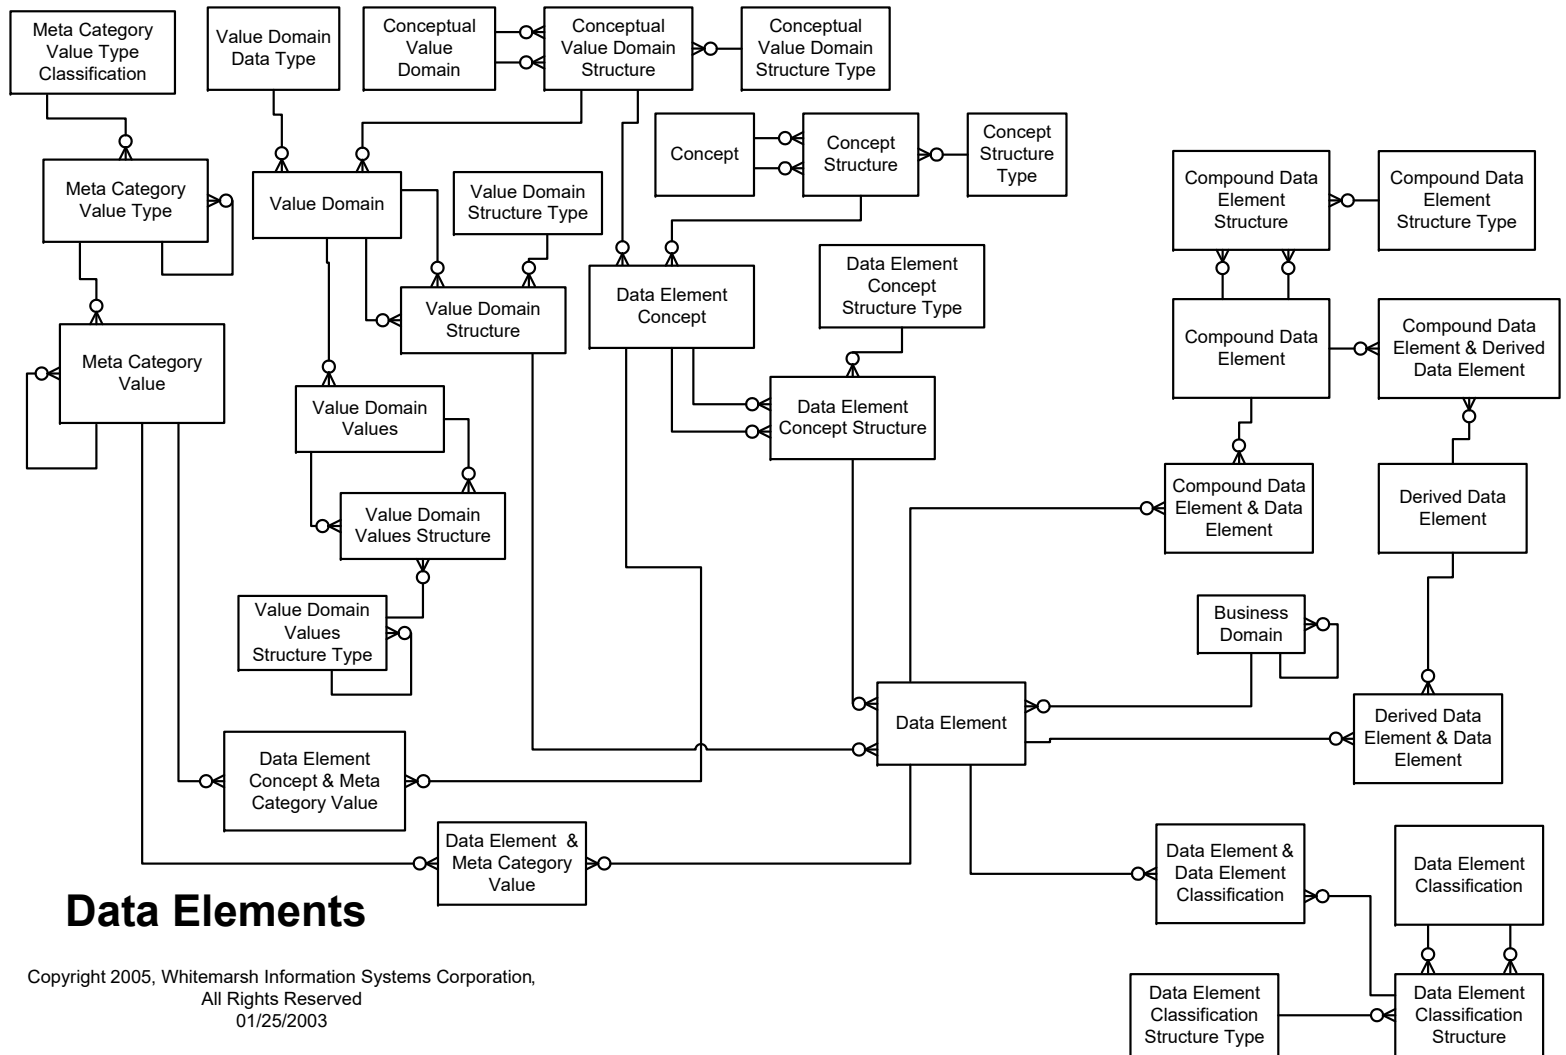 Meta Category
Value Type
Classification
Value Domain
Data Type
Conceptual
Value
Domain
Conceptual
Value Domain
Structure
Conceptual
Value Domain
Structure Type
Concept
Concept
Structure
Concept
Structure
Type
Compound Data
Element
Structure
Compound Data
Element
Structure Type
Meta Category
Value Type
Value Domain
Value Domain
Structure Type
Data Element
Concept
Structure Type
Value Domain
Structure
Data Element
Concept
Compound Data
Element
Compound Data
Element & Derived
Data Element
Meta Category
Value
Value Domain
Values
Data Element
Concept Structure
Value Domain
Values Structure
Compound Data
Element & Data
Element
Derived Data
Element
Value Domain
Values
Structure Type
Business
Domain
Data Element
Derived Data
Element & Data
Element
Data Element
Concept & Meta
Category Value
Data Element &
Meta Category
Value
Data Element &
Data Element
Classification
Data Element
Classification
Data Elements
Copyright 2005, Whitemarsh Information Systems Corporation,
All Rights Reserved
01/25/2003
Data Element
Classification
Structure Type
Data Element
Classification
Structure